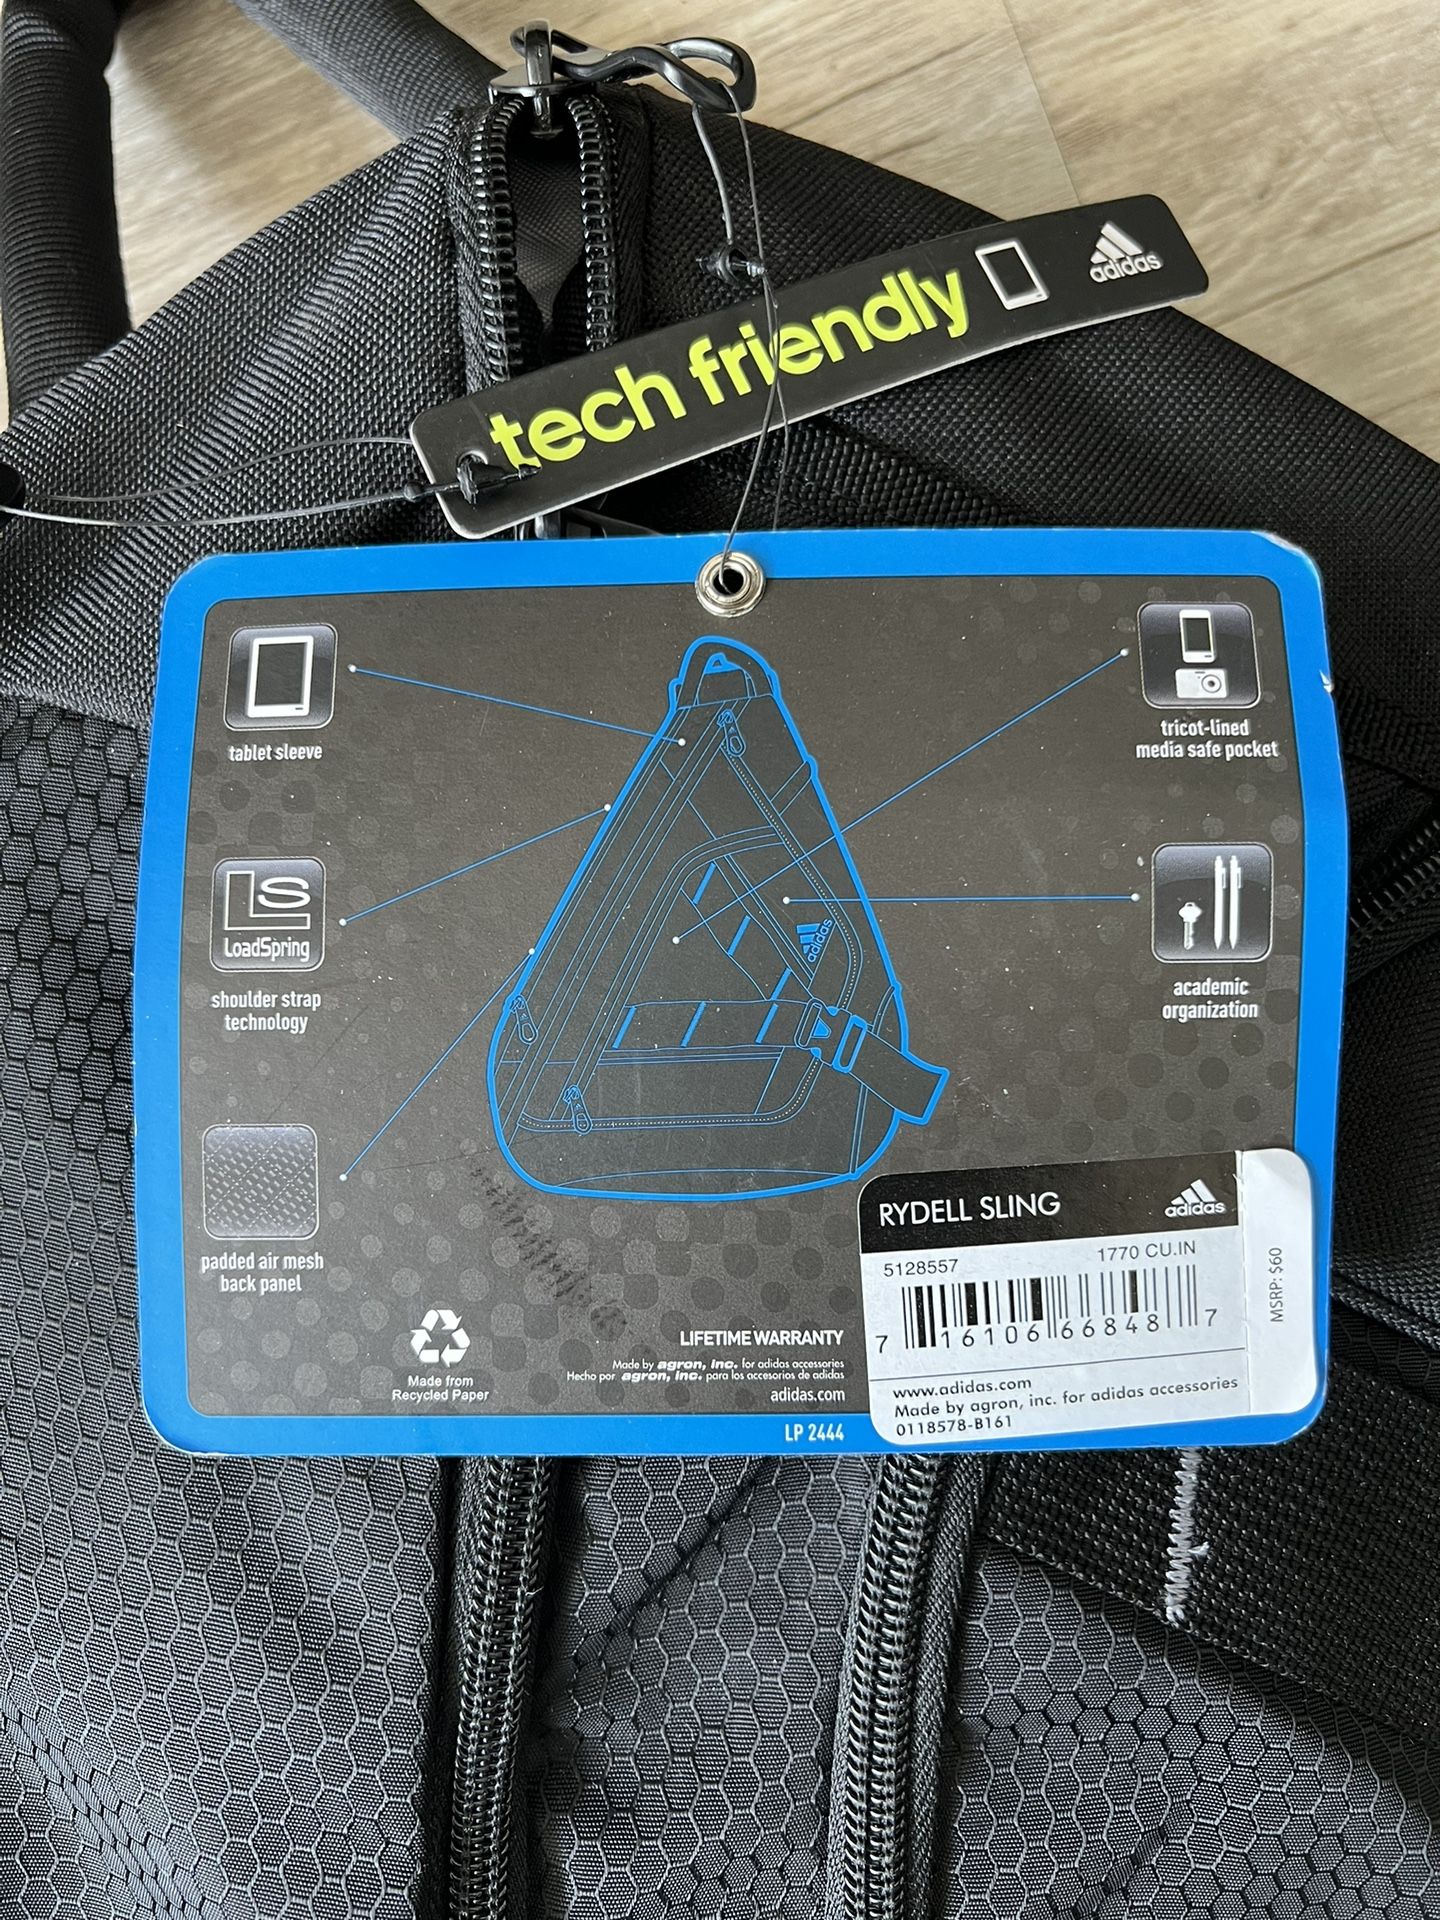 tech friendly
adidas
tablet sleeve
LS
LoadSpring
shoulder strap
technology
padded air mesh
back panel
adidas
tricot-lined
media safe pocket
academic
organization
Made from
Recycled Paper
LIFETIME WARRANTY
Made by agron, inc. for adidas accessories
Hecho por agron, inc. para los accesorios de adidas
adidas.com
LP 2444
RYDELL SLING
adidas
5128557 1770 CU.IN
7 16106 66848 7
MSRP: $60
www.adidas.com
Made by agron, inc. for adidas accessories
0118578-B161